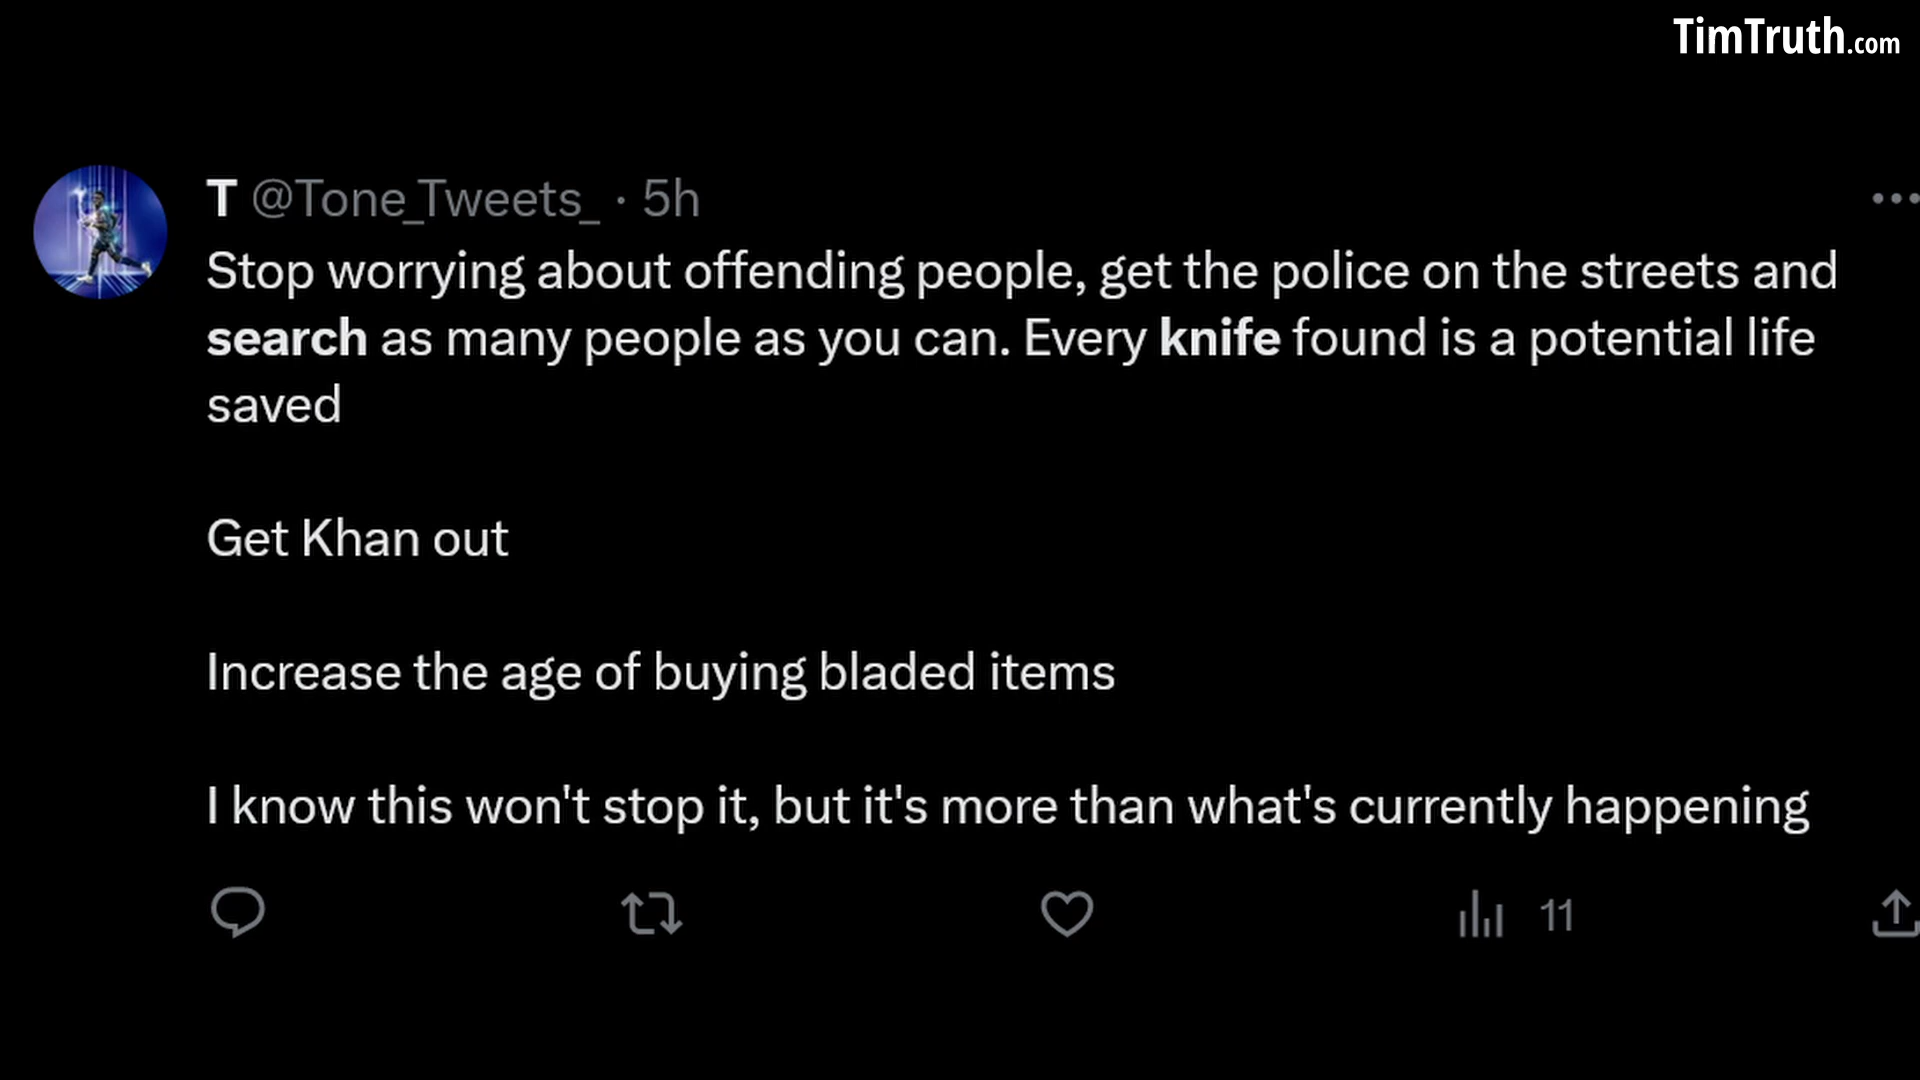 TimTruth.com
T @Tone_Tweets_ · 5h
Stop worrying about offending people, get the police on the streets and
search as many people as you can. Every knife found is a potential life
saved
Get Khan out
Increase the age of buying bladed items
I know this won't stop it, but it's more than what's currently happening
11